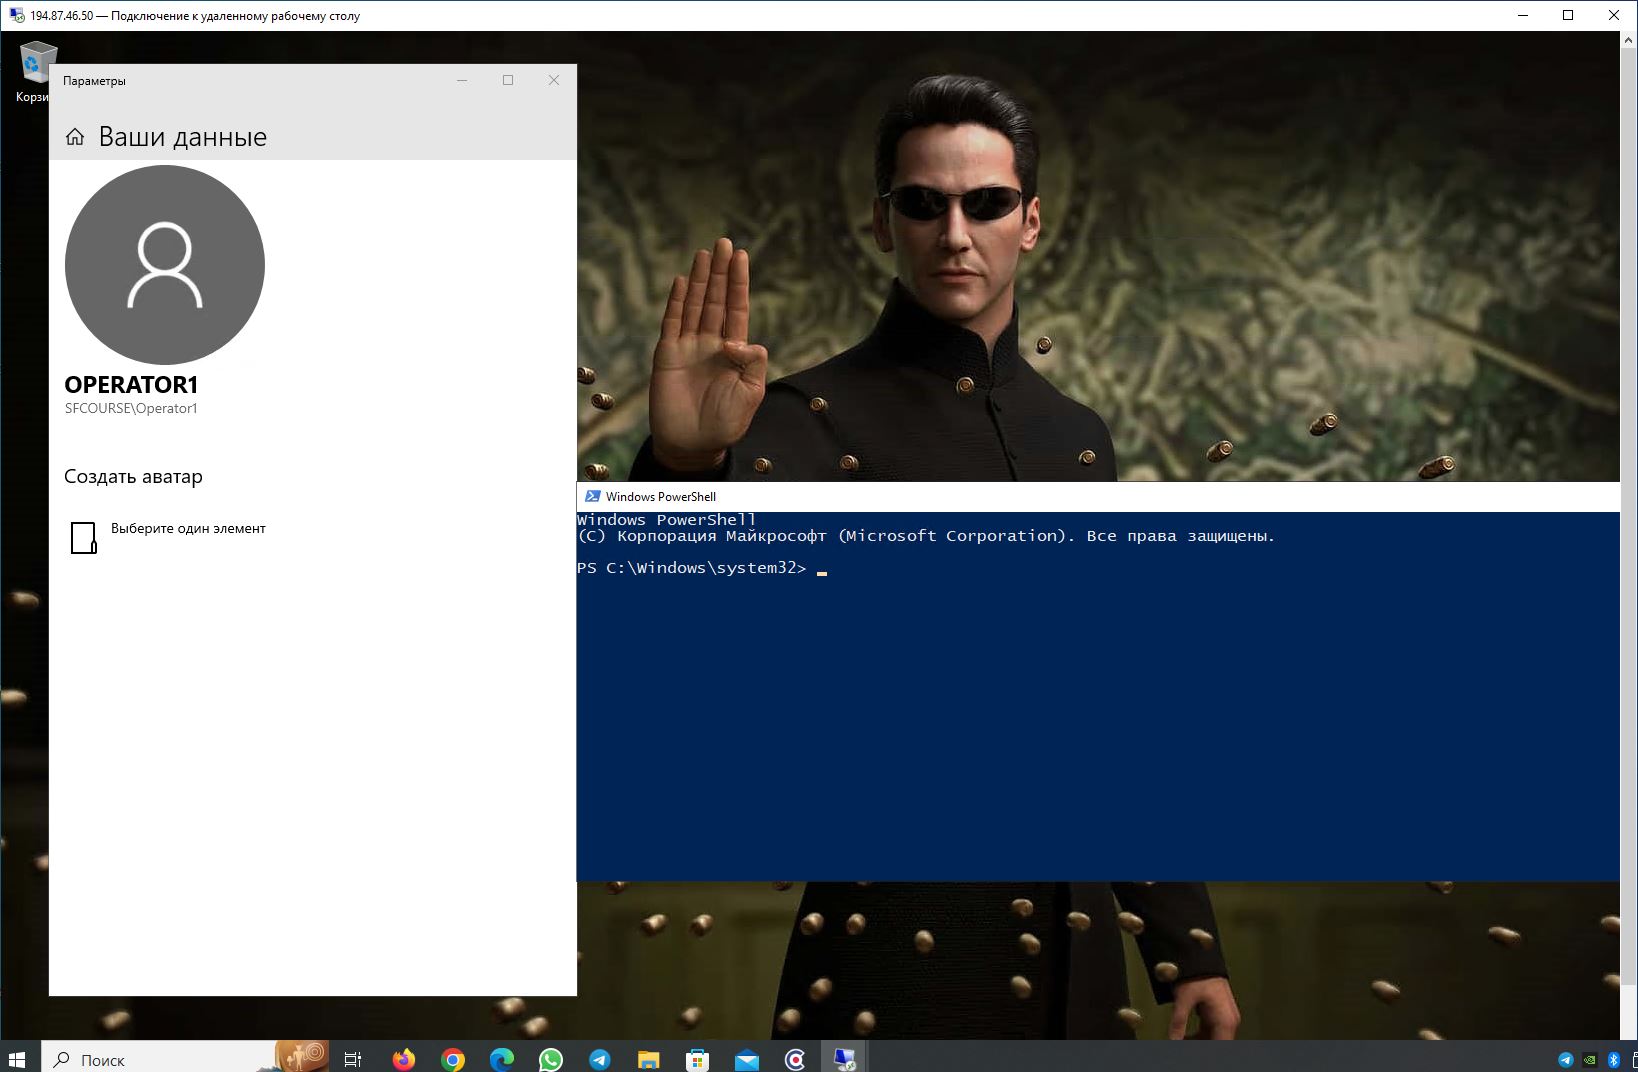 194.87.46.50 — Подключение к удаленному рабочему столу
Корзи
Параметры
Ваши данные
OPERATOR1
SFCOURSE\Operator1
Создать аватар
Выберите один элемент
Windows PowerShell
Windows PowerShell
(C) Корпорация Майкрософт (Microsoft Corporation). Все права защищены.
PS C:\Windows\system32>
Поиск